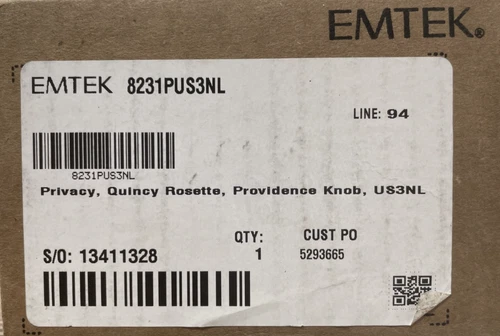 EMTEK®
EMTEK 8231PUS3NL
LINE: 94
8231PUS3NL
Privacy, Quincy Rosette, Providence Knob, US3NL
QTY: CUST PO
S/O: 13411328 1 5293665